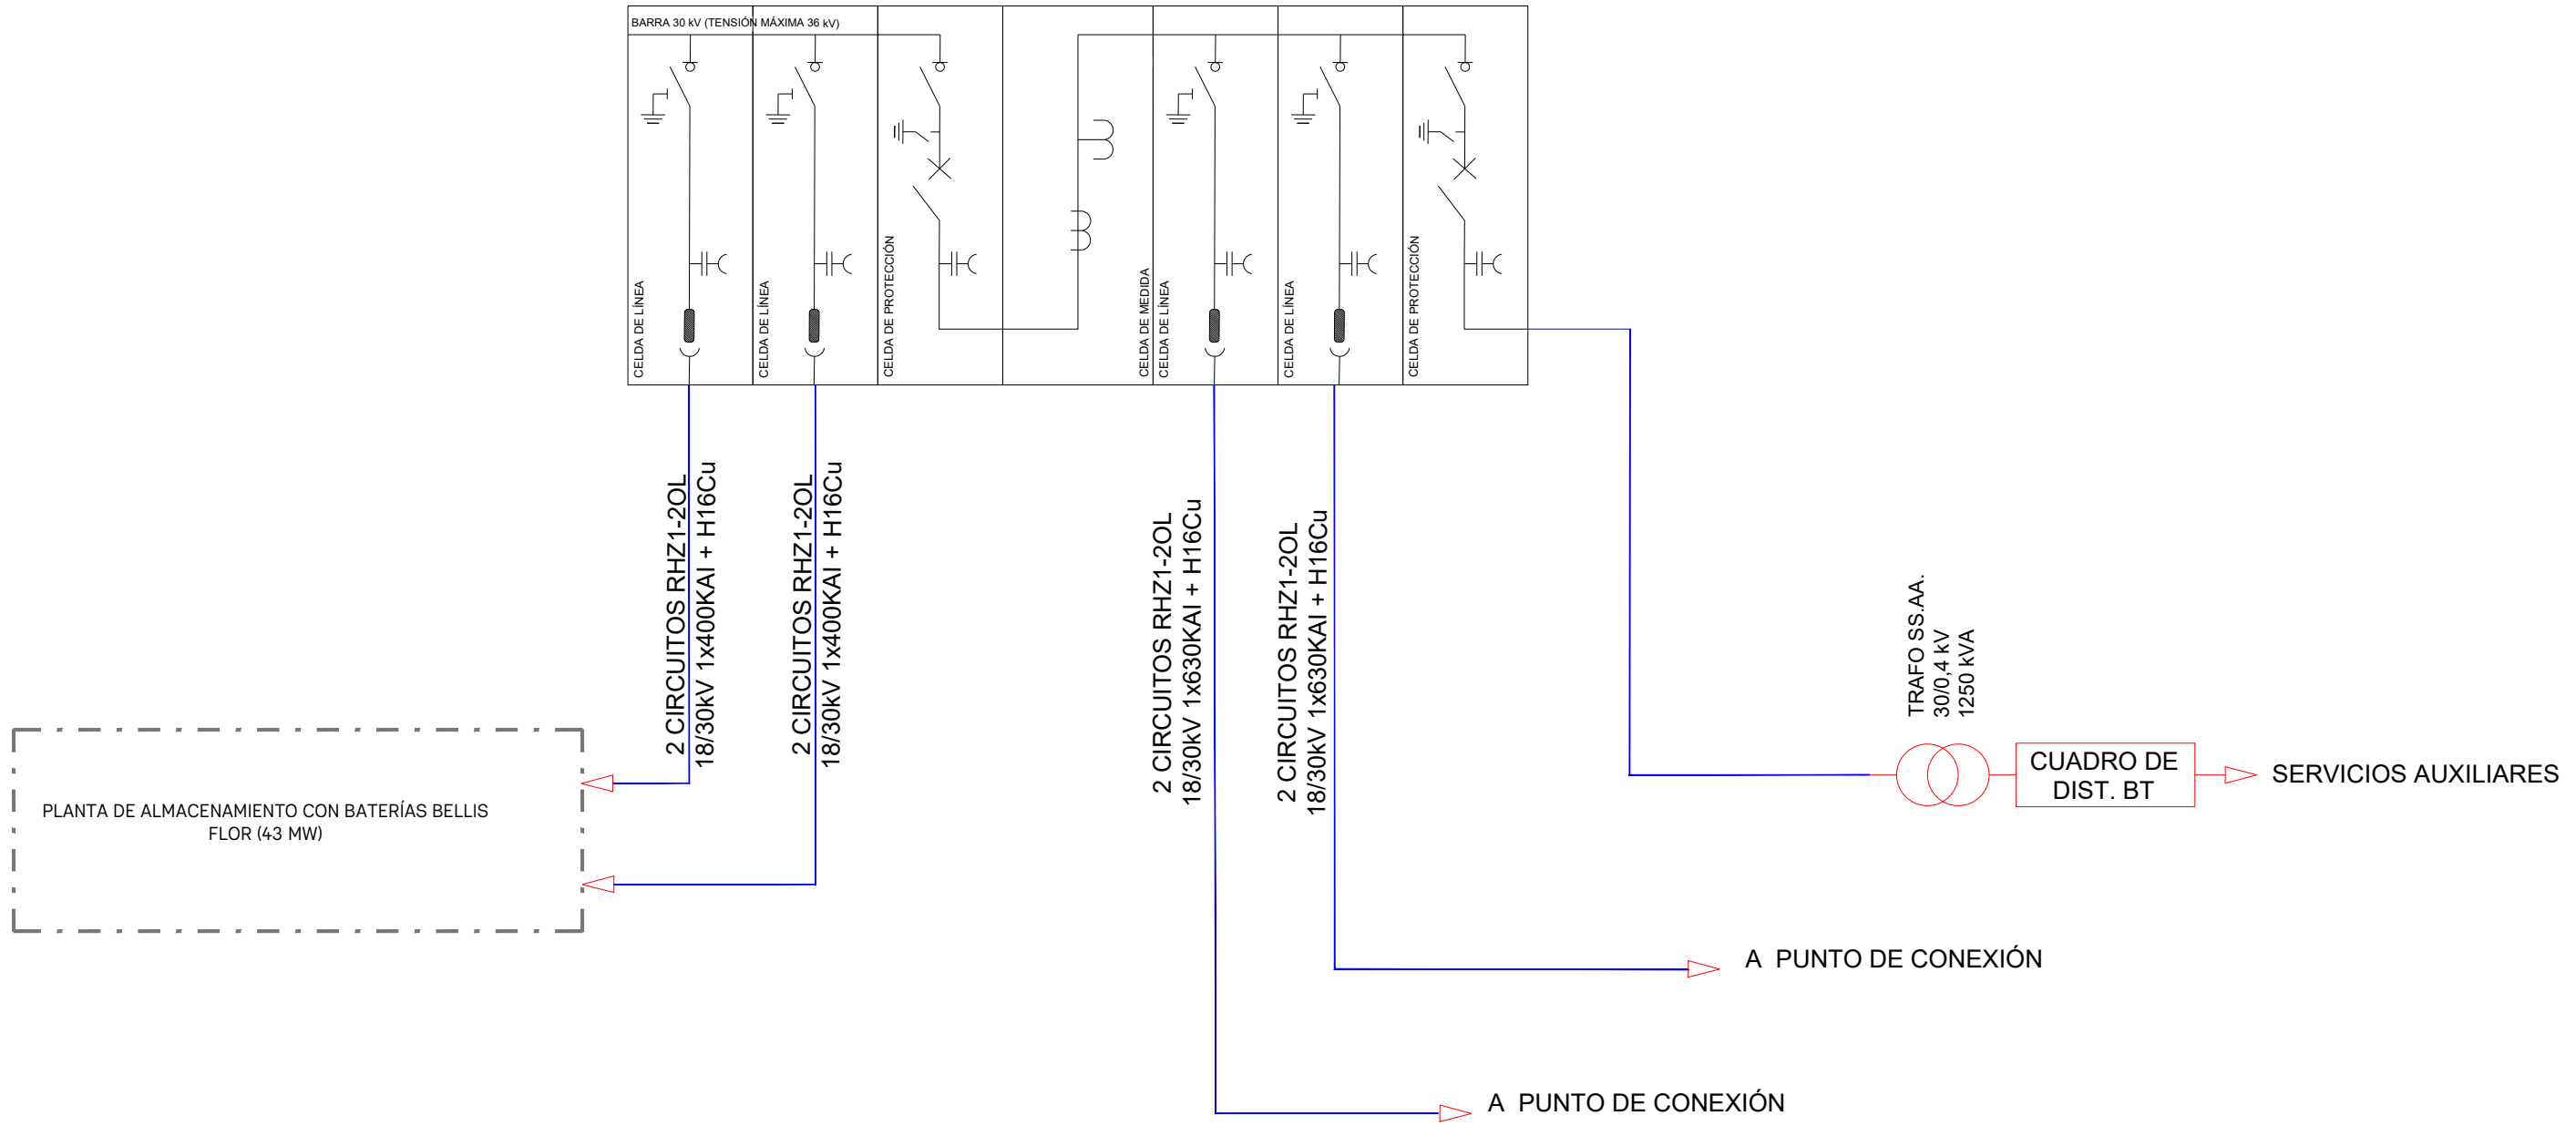 BARRA 30 kV (TENSIÓN MÁXIMA 36 kV)
CELDA DE LÍNEA
CELDA DE LÍNEA
CELDA DE PROTECCIÓN
CELDA DE MEDIDA
CELDA DE LÍNEA
CELDA DE LÍNEA
CELDA DE PROTECCIÓN
2 CIRCUITOS RHZ1-2OL
18/30kV 1x400KAl + H16Cu
2 CIRCUITOS RHZ1-2OL
18/30kV 1x400KAl + H16Cu
2 CIRCUITOS RHZ1-2OL
18/30kV 1x630KAl + H16Cu
2 CIRCUITOS RHZ1-2OL
18/30kV 1x630KAl + H16Cu
TRAFO SS.AA.
30/0,4 kV
1250 kVA
CUADRO DE
DIST. BT
SERVICIOS AUXILIARES
PLANTA DE ALMACENAMIENTO CON BATERÍAS BELLIS
FLOR (43 MW)
A PUNTO DE CONEXIÓN
A PUNTO DE CONEXIÓN